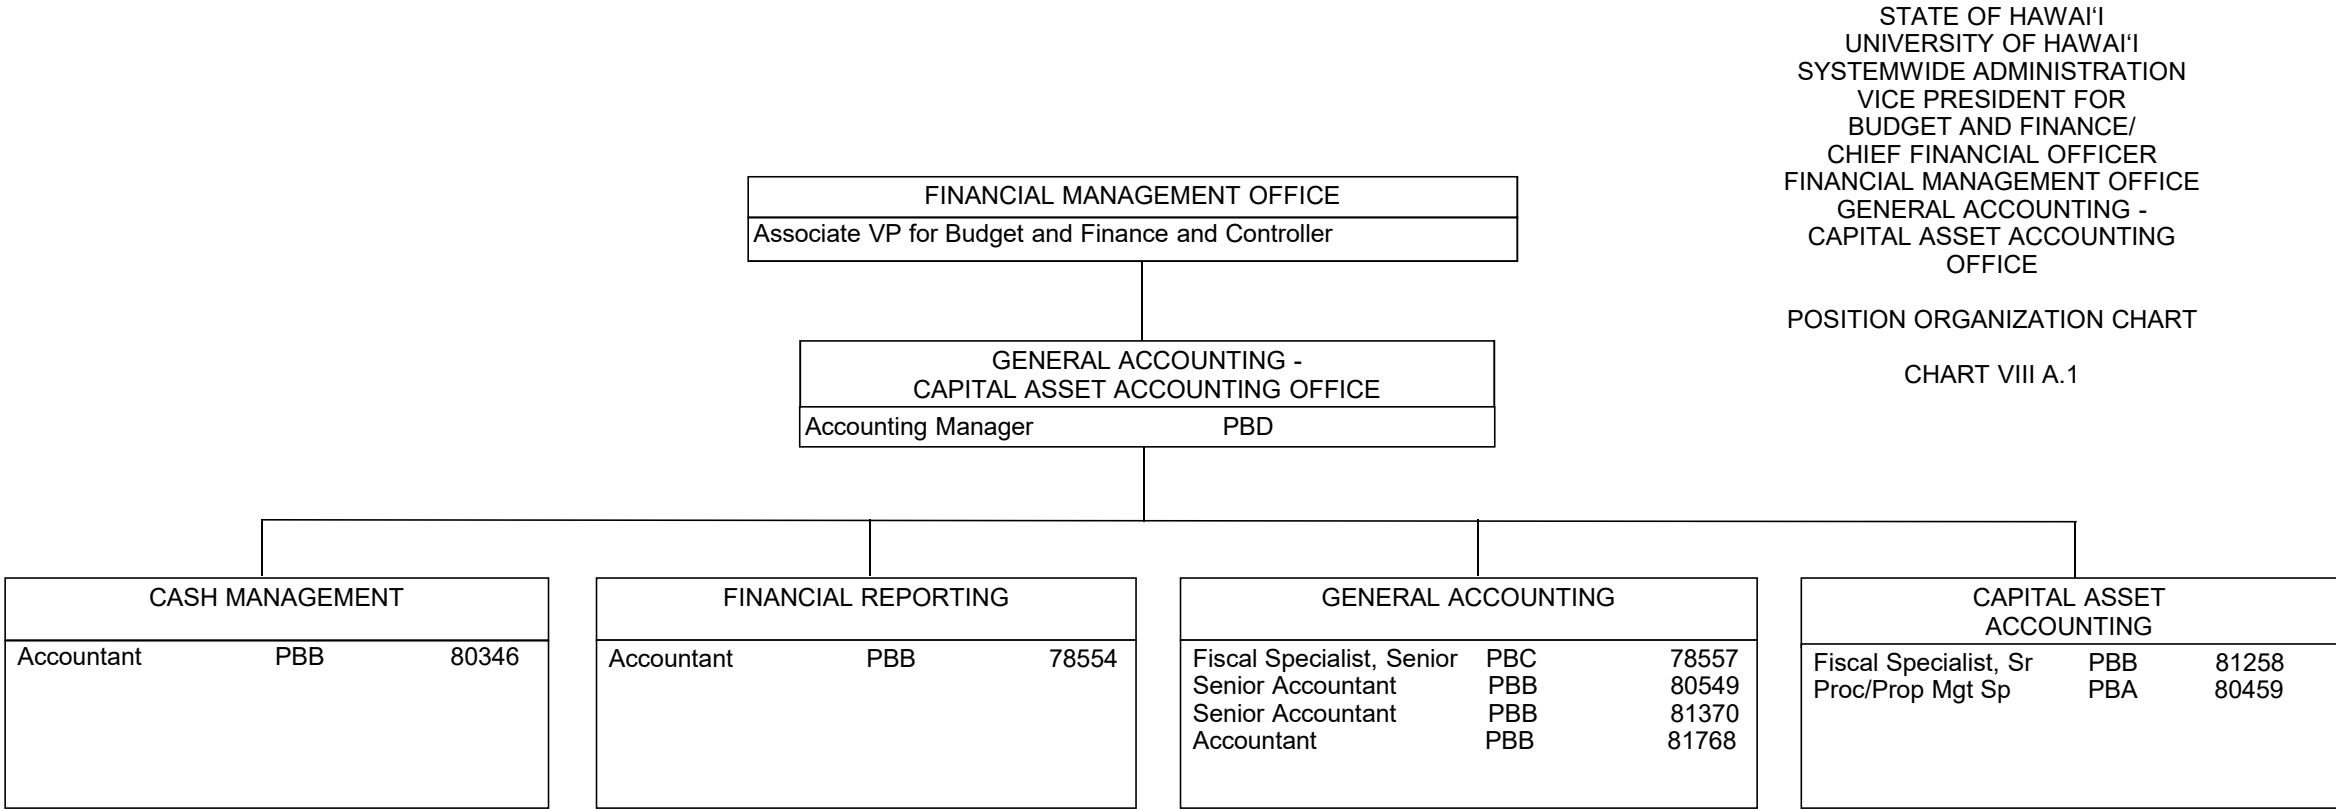 STATE OF HAWAI‘I
UNIVERSITY OF HAWAI‘I
SYSTEMWIDE ADMINISTRATION
VICE PRESIDENT FOR
BUDGET AND FINANCE/
CHIEF FINANCIAL OFFICER
FINANCIAL MANAGEMENT OFFICE
GENERAL ACCOUNTING -
CAPITAL ASSET ACCOUNTING
OFFICE
POSITION ORGANIZATION CHART
CHART VIII A.1
FINANCIAL MANAGEMENT OFFICE
Associate VP for Budget and Finance and Controller
GENERAL ACCOUNTING -
CAPITAL ASSET ACCOUNTING OFFICE
Accounting Manager PBD
CASH MANAGEMENT
Accountant PBB 80346
FINANCIAL REPORTING
Accountant PBB 78554
GENERAL ACCOUNTING
Fiscal Specialist, Senior PBC 78557
Senior Accountant PBB 80549
Senior Accountant PBB 81370
Accountant PBB 81768
CAPITAL ASSET
ACCOUNTING
Fiscal Specialist, Sr PBB 81258
Proc/Prop Mgt Sp PBA 80459